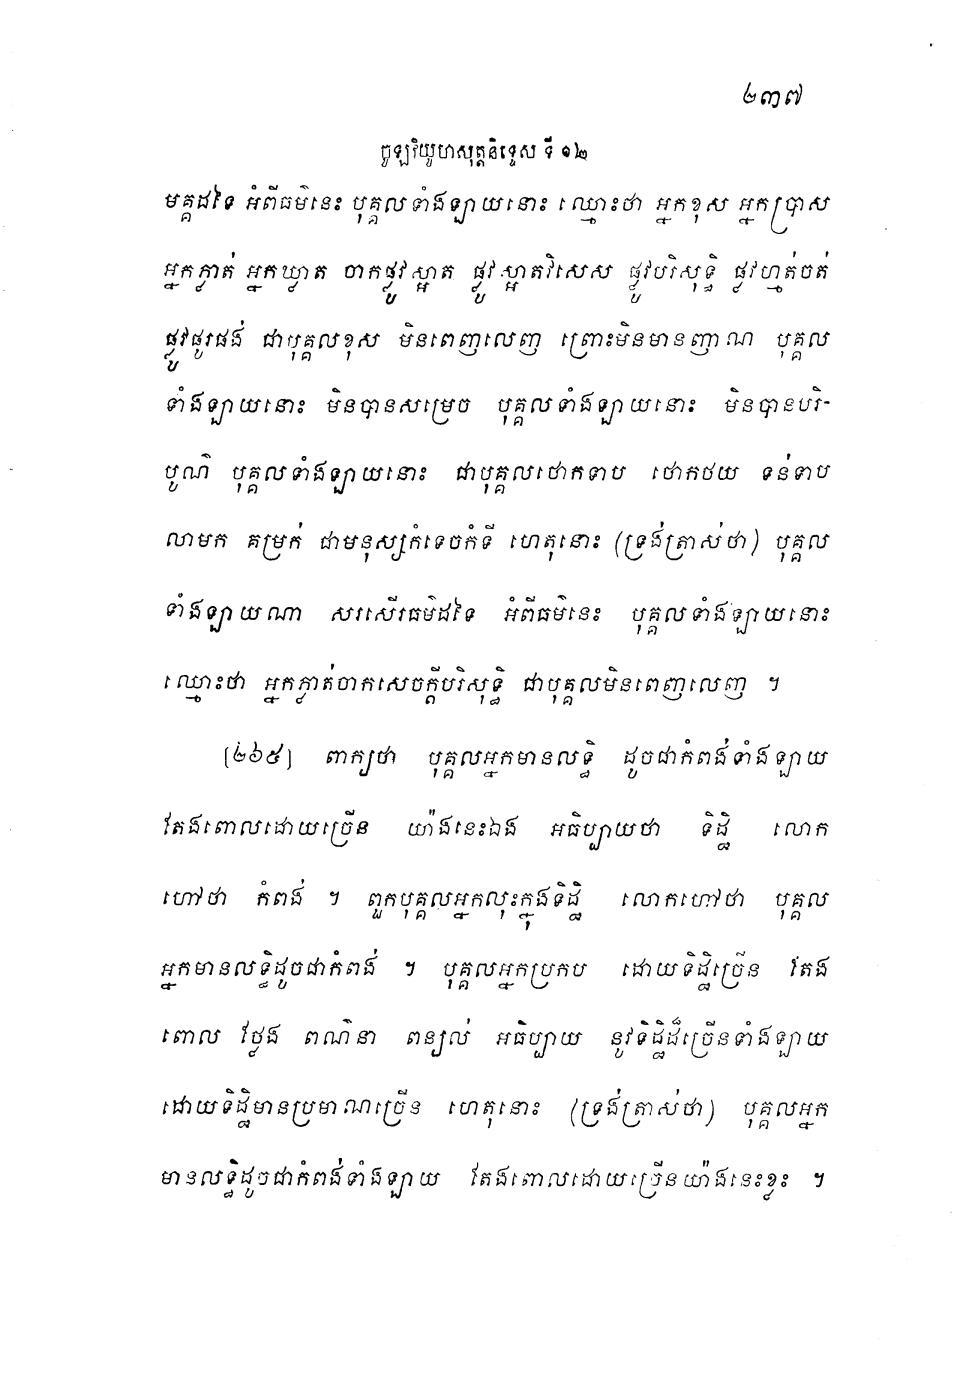 ២៣៧
ចូឡវិយូហសុត្តនិទ្ទេស ទី ១២
មគ្គដទៃ អំពីធម៌នេះ បុគ្គលទាំងឡាយនោះ ឈ្មោះថា អ្នកខុស អ្នកប្រាស
អ្នកភ្លាត់ អ្នកឃ្លាត ចាកផ្លូវស្អាត ផ្លូវស្អាតវិសេស ផ្លូវបរិសុទ្ធិ ផ្លូវហ្មត់ចត់
ផ្លូវផូរផង់ ជាបុគ្គលខុស មិនពេញលេញ ព្រោះមិនមានញាណ បុគ្គល
ទាំងឡាយនោះ មិនបានសម្រេច បុគ្គលទាំងឡាយនោះ មិនបានបរិ-
បូណ៌ បុគ្គលទាំងឡាយនោះ ជាបុគ្គលថោកទាប ថោកថយ ទន់ទាប
លាមក គម្រក់ ជាមនុស្សកំទេចកំទី ហេតុនោះ (ទ្រង់ត្រាស់ថា) បុគ្គល
ទាំងឡាយណា សរសើរធម៌ដទៃ អំពីធម៌នេះ បុគ្គលទាំងឡាយនោះ
ឈ្មោះថា អ្នកភ្លាត់ចាកសេចក្តីបរិសុទ្ធិ ជាបុគ្គលមិនពេញលេញ ។
[២៦៥] ពាក្យថា បុគ្គលអ្នកមានលទ្ធិ ដូចជាកំពង់ទាំងឡាយ
តែងពោលដោយច្រើន យ៉ាងនេះឯង អធិប្បាយថា ទិដ្ឋិ លោក
ហៅថា កំពង់ ។ ពួកបុគ្គលអ្នកលុះក្នុងទិដ្ឋិ លោកហៅថា បុគ្គល
អ្នកមានលទ្ធិដូចជាកំពង់ ។ បុគ្គលអ្នកប្រកប ដោយទិដ្ឋិច្រើន តែង
ពោល ថ្លែង ពណ៌នា ពន្យល់ អធិប្បាយ នូវទិដ្ឋិដ៏ច្រើនទាំងឡាយ
ដោយទិដ្ឋិមានប្រមាណច្រើន ហេតុនោះ (ទ្រង់ត្រាស់ថា) បុគ្គលអ្នក
មានលទ្ធិដូចជាកំពង់ទាំងឡាយ តែងពោលដោយច្រើនយ៉ាងនេះខ្លះ ។